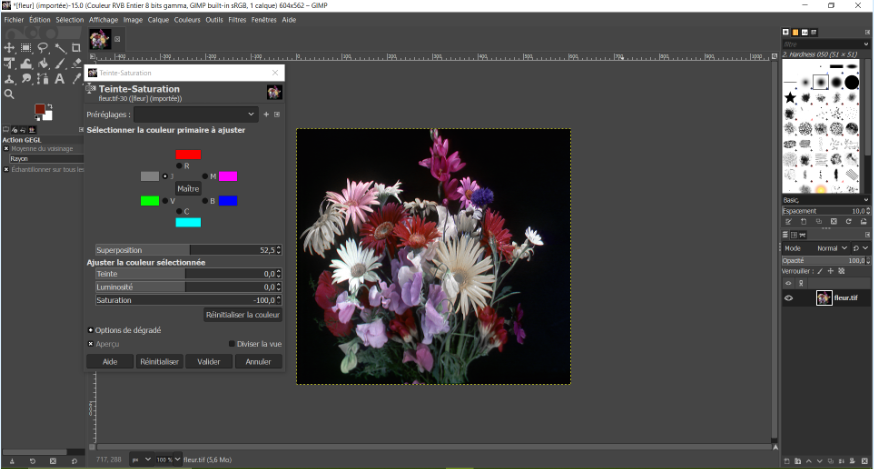 *[fleur] (importée)-15.0 (Couleur RVB Entier 8 bits gamma, GIMP built-in sRGB, 1 calque) 604x562 – GIMP
Fichier Édition Sélection Affichage Image Calque Couleurs Outils Filtres Fenêtres Aide
Teinte-Saturation
Teinte-Saturation
fleur.tif-30 ([fleur] (importée))
Préréglages :
Sélectionner la couleur primaire à ajuster
R
J
M
Maître
V
B
C
Superposition 52,5
Ajuster la couleur sélectionnée
Teinte 0,0
Luminosité 0,0
Saturation -100,0
Réinitialiser la couleur
Options de dégradé
Aperçu
Diviser la vue
Aide
Réinitialiser
Valider
Annuler
Action GEGL
Moyenne du voisinage
Rayon
Échantillonner sur tous les
filtre
2. Hardness 050 (51 × 51)
Basic,
Espacement 10,0
Mode Normal
Opacité 100,0
Verrouiller :
fleur.tif
717, 288 px 100 % fleur.tif (5,6 Mo)